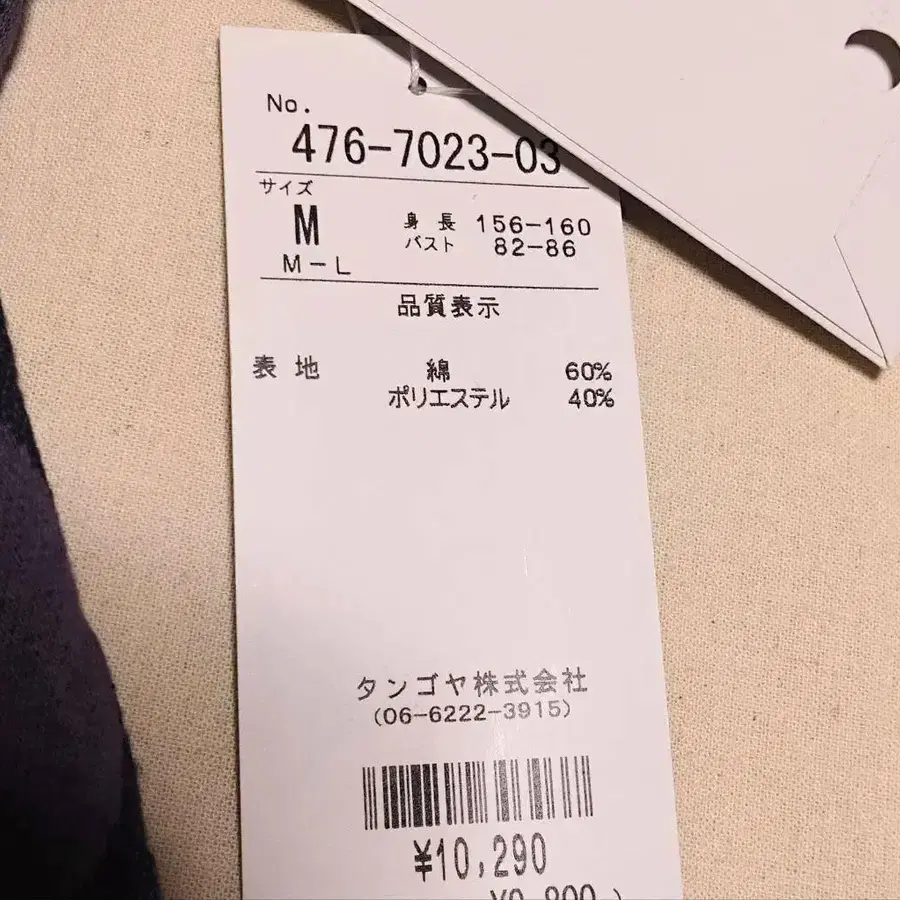 No.
476-7023-03
サイズ
M 身長 156-160
バスト 82-86
M-L
品質表示
表地 綿 60%
ポリエステル 40%
タンゴヤ株式会社
(06-6222-3915)
¥10,290